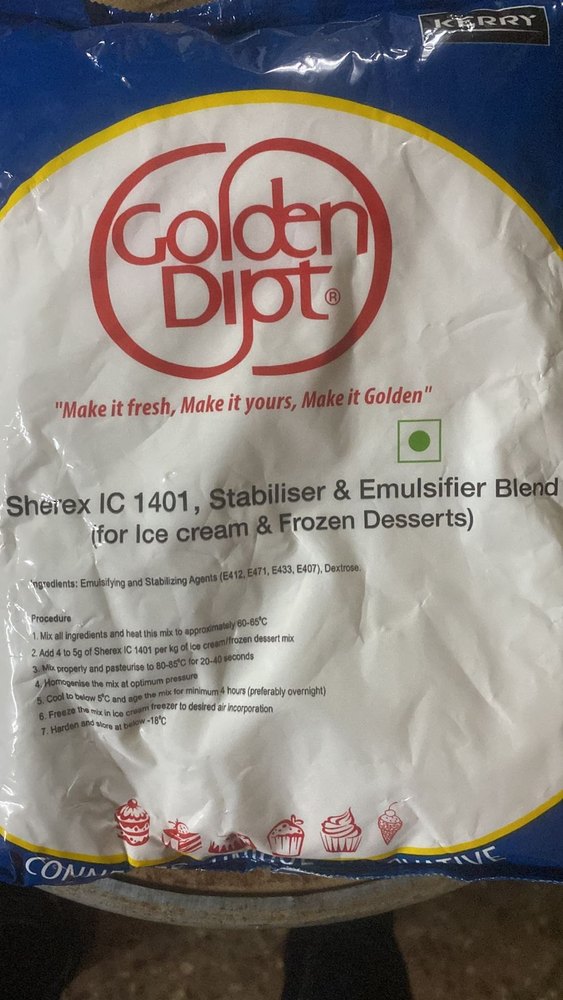 KERRY
Golden
Dipt®
"Make it fresh, Make it yours, Make it Golden"
Sherex IC 1401, Stabiliser & Emulsifier Blend
(for Ice cream & Frozen Desserts)
Ingredients: Emulsifying and Stabilizing Agents (E412, E471, E433, E407), Dextrose.
Procedure
1. Mix all ingredients and heat this mix to approximately 60-65°C
2. Add 4 to 5g of Sherex IC 1401 per kg of ice cream/frozen dessert mix
3. Mix properly and pasteurise to 80-85°C for 20-40 seconds
4. Homogenise the mix at optimum pressure
5. Cool to below 5°C and age the mix for minimum 4 hours (preferably overnight)
6. Freeze the mix in Ice cream freezer to desired air incorporation
7. Harden and store at below -18°C